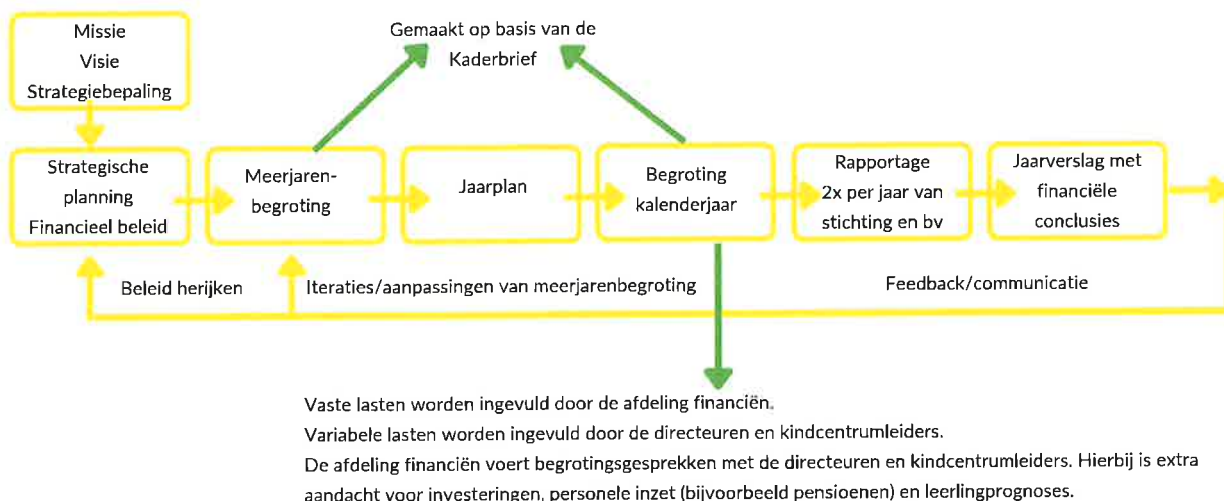 Missie
Visie
Strategiebepaling
Gemaakt op basis van de
Kaderbrief
Strategische
planning
Financieel beleid
Meerjaren-
begroting
Jaarplan
Begroting
kalenderjaar
Rapportage
2x per jaar van
stichting en bv
Jaarverslag met
financiële
conclusies
Beleid herijken
Iteraties/aanpassingen van meerjarenbegroting
Feedback/communicatie
Vaste lasten worden ingevuld door de afdeling financiën.
Variabele lasten worden ingevuld door de directeuren en kindcentrumleiders.
De afdeling financiën voert begrotingsgesprekken met de directeuren en kindcentrumleiders. Hierbij is extra
aandacht voor investeringen, personele inzet (bijvoorbeeld pensioenen) en leerlingprognoses.